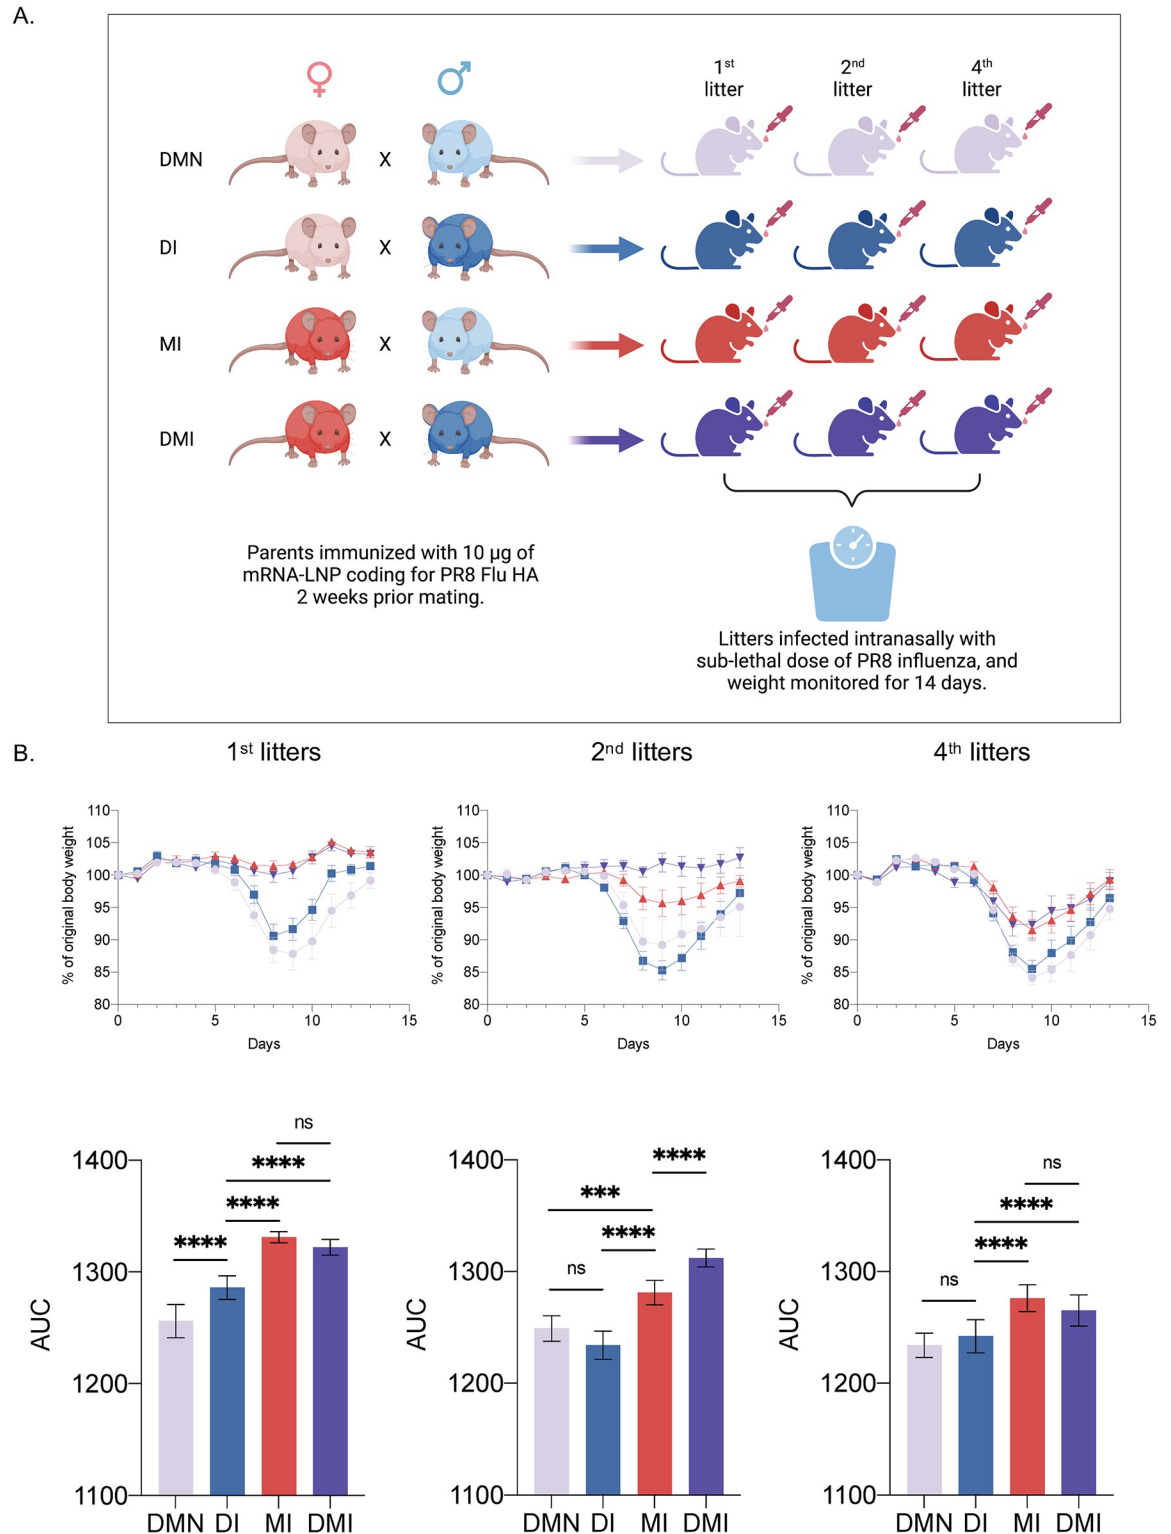 A.
♀ ♂
1st litter
2nd litter
4th litter
DMN X
DI X
MI X
DMI X
Parents immunized with 10 µg of
mRNA-LNP coding for PR8 Flu HA
2 weeks prior mating.
Litters infected intranasally with
sub-lethal dose of PR8 influenza, and
weight monitored for 14 days.
B.
1st litters
2nd litters
4th litters
% of original body weight
110
105
100
95
90
85
80
0 5 10 15
Days
% of original body weight
110
105
100
95
90
85
80
0 5 10 15
Days
% of original body weight
110
105
100
95
90
85
80
0 5 10 15
Days
AUC
1400
1300
1200
1100
ns
****
****
****
DMN DI MI DMI
AUC
1400
1300
1200
1100
****
***
****
ns
DMN DI MI DMI
AUC
1400
1300
1200
1100
ns
****
****
ns
DMN DI MI DMI